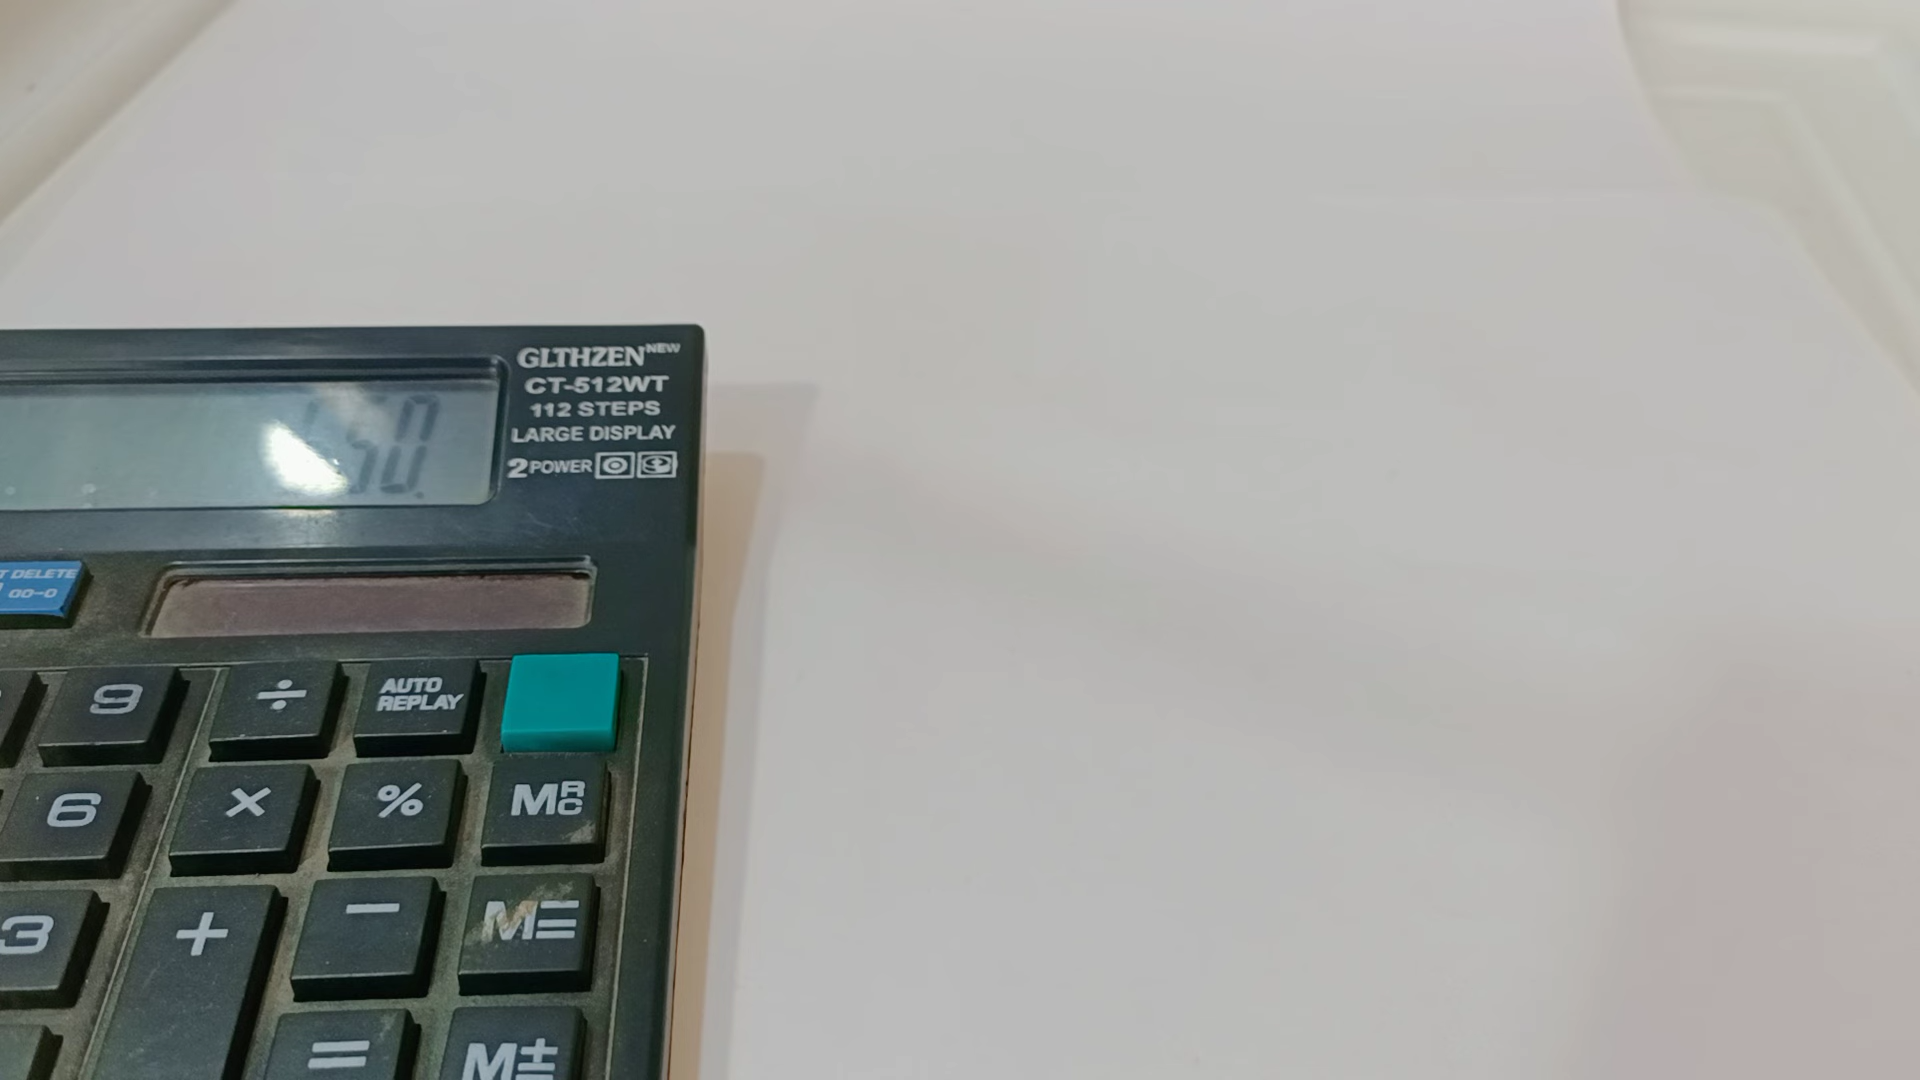 GLTHZEN NEW
CT-512WT
112 STEPS
LARGE DISPLAY
2 POWER
50.
DELETE
00→0
9 ÷ AUTO REPLAY
6 × % MRC
3 + −
= M±